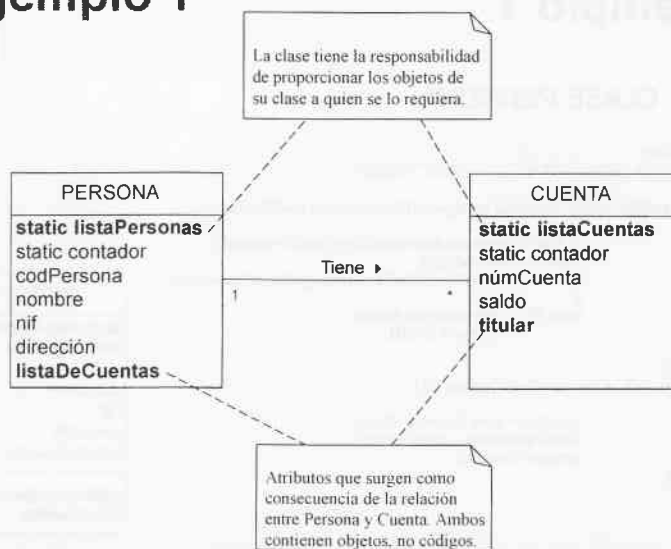 jemplo 1
La clase tiene la responsabilidad
de proporcionar los objetos de
su clase a quien se lo requiera.
PERSONA
static listaPersonas
static contador
codPersona
nombre
nif
dirección
listaDeCuentas
Tiene
1
*
CUENTA
static listaCuentas
static contador
númCuenta
saldo
titular
Atributos que surgen como
consecuencia de la relación
entre Persona y Cuenta. Ambos
contienen objetos, no códigos.